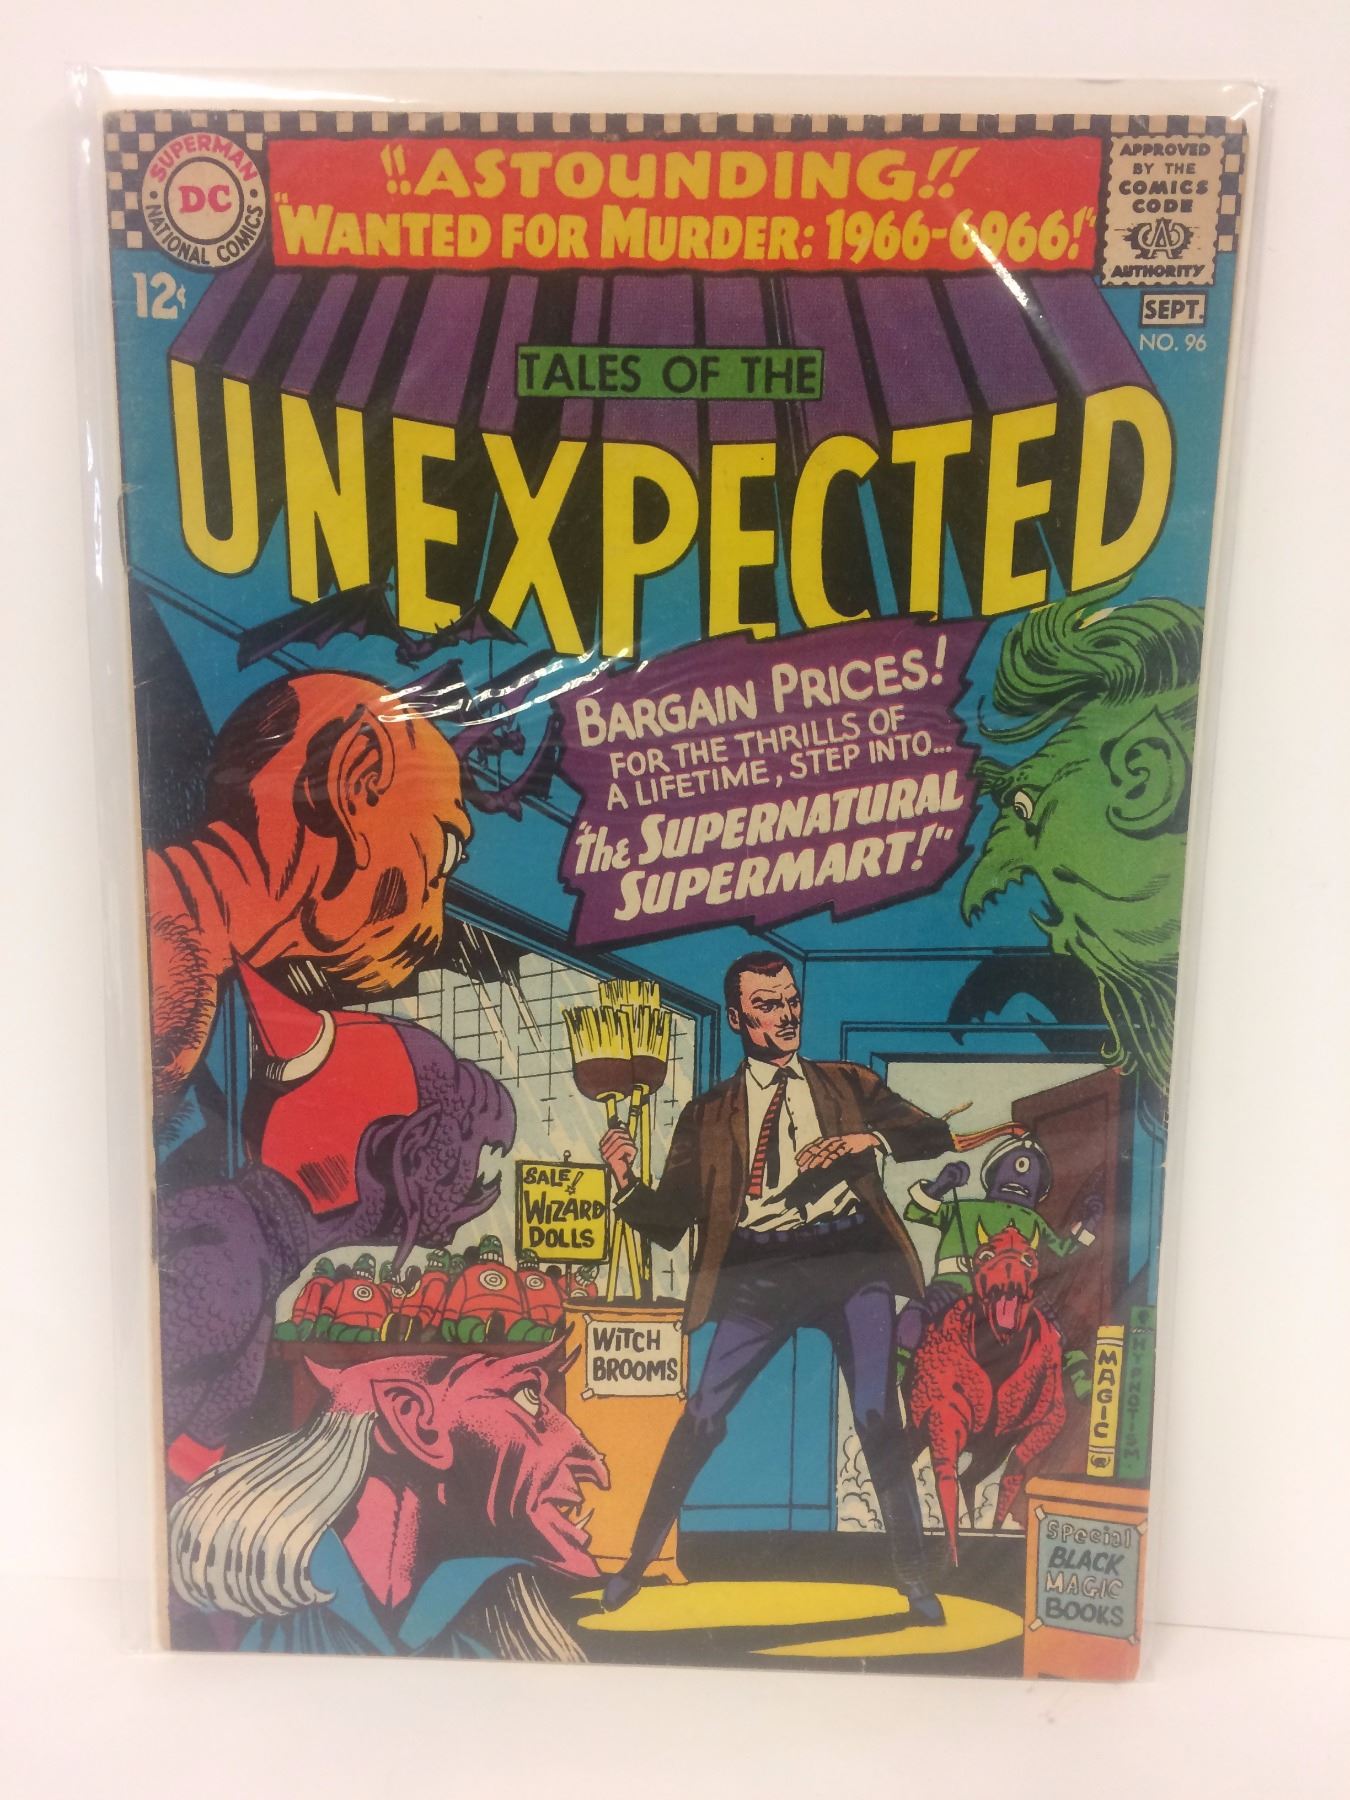 SUPERMAN
DC
NATIONAL COMICS
!!ASTOUNDING!!
"WANTED FOR MURDER: 1966-6966!"
APPROVED
BY THE
COMICS
CODE
CA
AUTHORITY
12¢
SEPT.
NO. 96
TALES OF THE
UNEXPECTED
BARGAIN PRICES!
FOR THE THRILLS OF
A LIFETIME, STEP INTO...
"The SUPERNATURAL
SUPERMART!"
SALE!
WIZARD
DOLLS
WITCH
BROOMS
MAGIC
HYPNOTISM
Special
BLACK
MAGIC
BOOKS